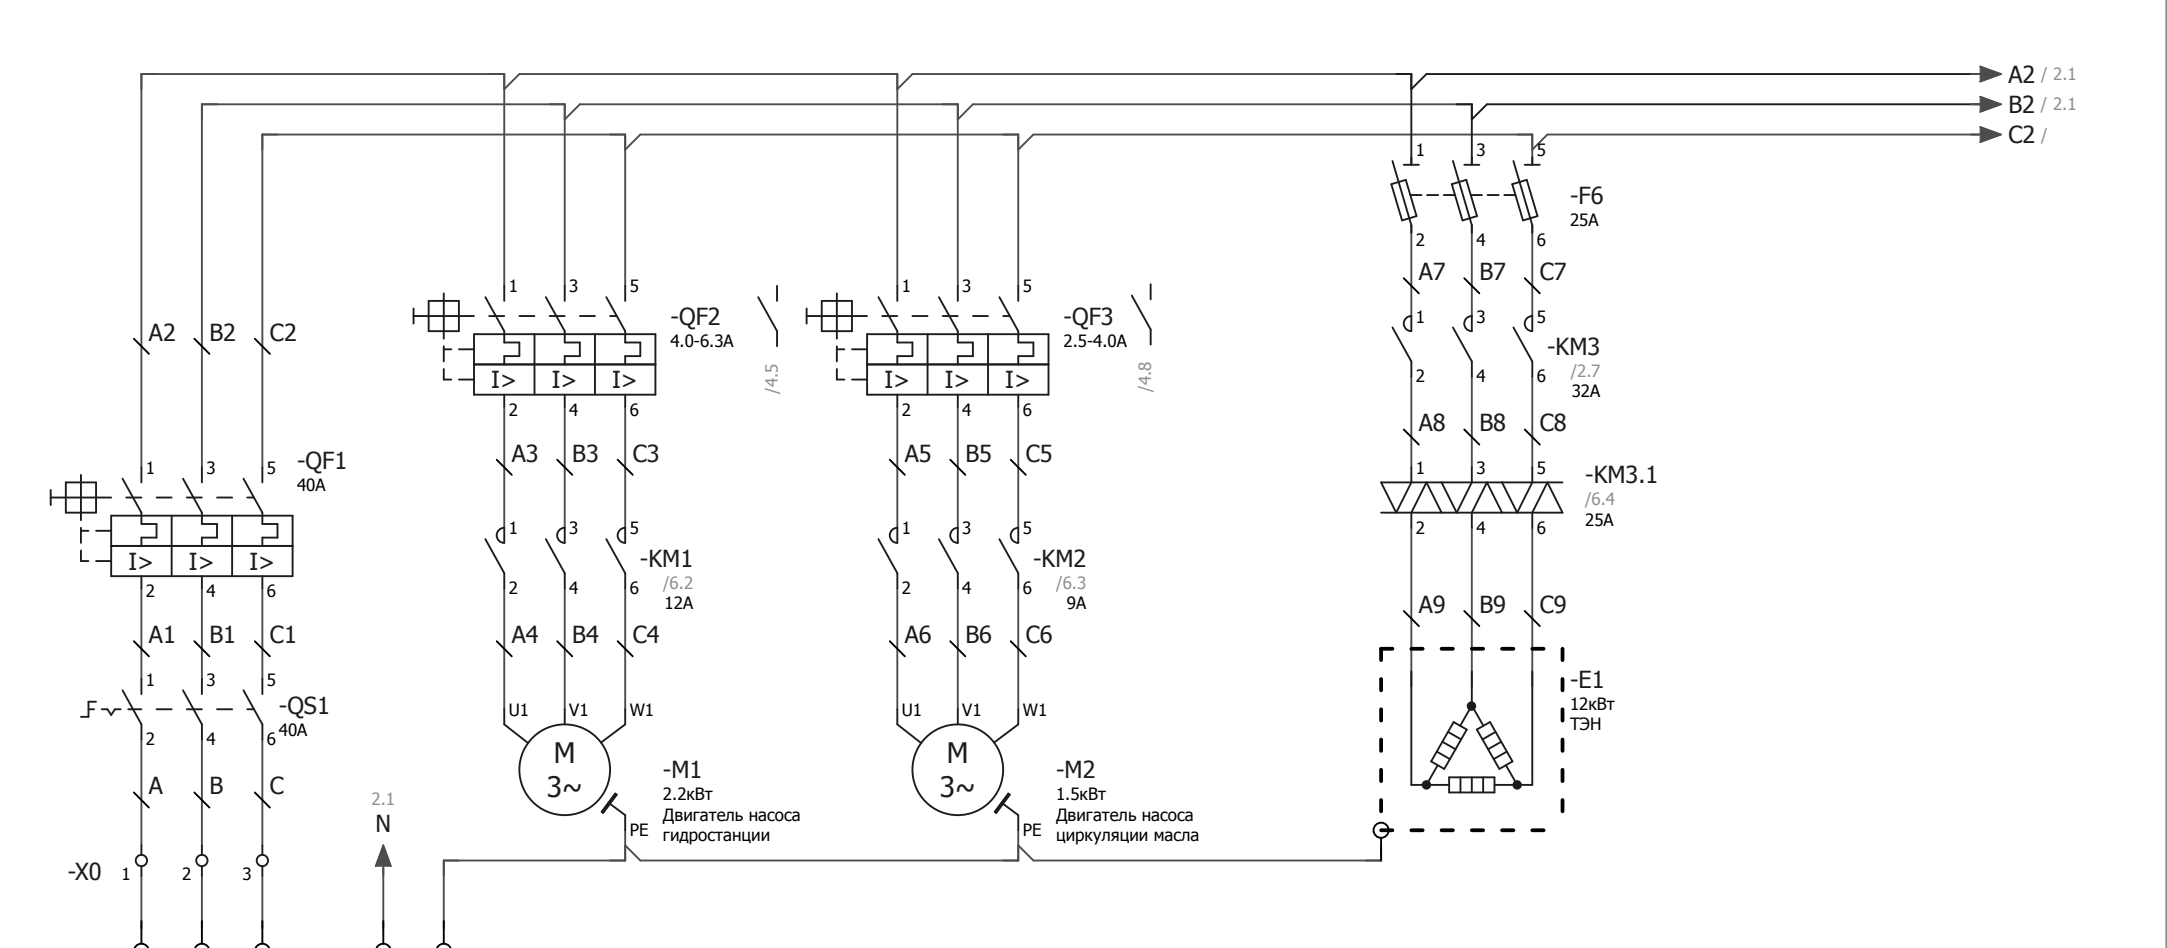 A2 / 2.1
B2 / 2.1
C2 /
1 3 5
-F6
25A
2 4 6
A7 B7 C7
1 3 5
-QF2
4.0-6.3A
/4.5
1 3 5
-QF3
2.5-4.0A
/4.8
1 3 5
-KM3
/2.7
32A
2 4 6
A2 B2 C2
I> I> I>
2 4 6
I> I> I>
2 4 6
A8 B8 C8
A3 B3 C3
A5 B5 C5
1 3 5
-QF1
40A
1 3 5
-KM3.1
/6.4
25A
2 4 6
I> I> I>
2 4 6
1 3 5
-KM1
/6.2
12A
2 4 6
1 3 5
-KM2
/6.3
9A
2 4 6
A9 B9 C9
A1 B1 C1
A4 B4 C4
A6 B6 C6
1 3 5
-QS1
40A
2 4 6
U1 V1 W1
M
3~
-M1
2.2кВт
Двигатель насоса
гидростанции
PE
U1 V1 W1
M
3~
-M2
1.5кВт
Двигатель насоса
циркуляции масла
PE
-E1
12кВт
ТЭН
A B C
2.1
N
-X0 1 2 3